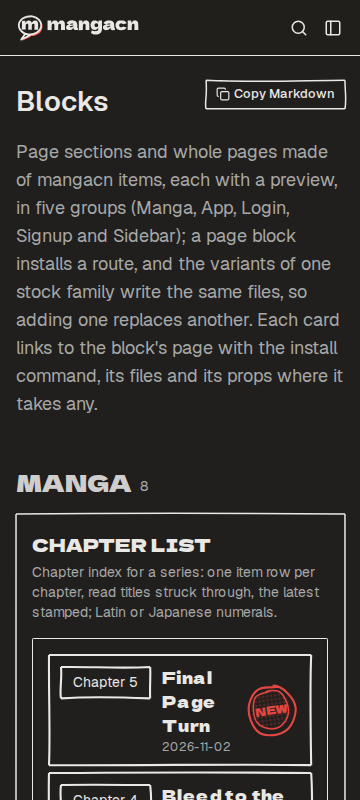 mangacn
Blocks
Copy Markdown
Page sections and whole pages made
of mangacn items, each with a preview,
in five groups (Manga, App, Login,
Signup and Sidebar); a page block
installs a route, and the variants of one
stock family write the same files, so
adding one replaces another. Each card
links to the block's page with the install
command, its files and its props where it
takes any.
MANGA 8
CHAPTER LIST
Chapter index for a series: one item row per
chapter, read titles struck through, the latest
stamped; Latin or Japanese numerals.
Chapter 5
Final
Page
Turn
2026-11-02
NEW
Chapter 4
Bleed to the